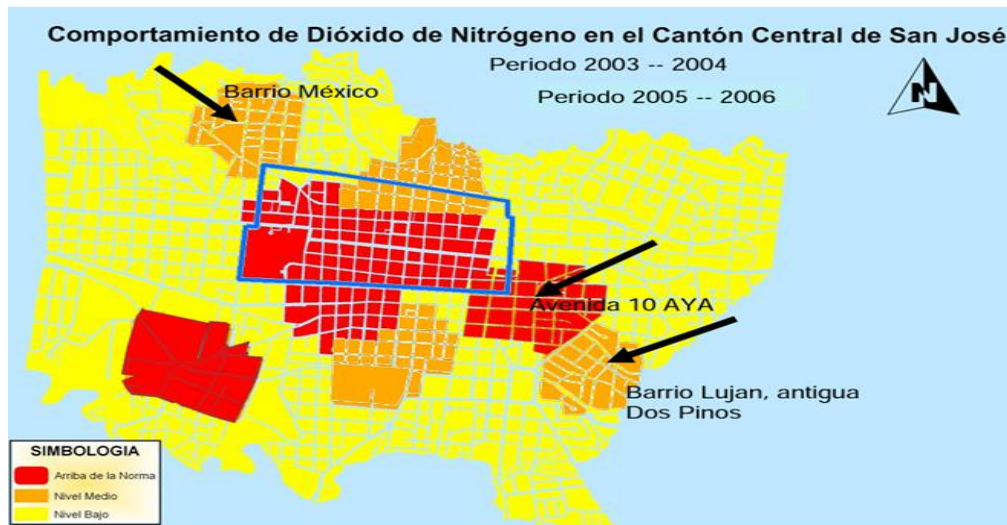 Comportamiento de Dióxido de Nitrógeno en el Cantón Central de San José
Periodo 2003 -- 2004
Periodo 2005 -- 2006
N
Barrio México
Avenida 10 AYA
Barrio Lujan, antigua
Dos Pinos
SIMBOLOGIA
Arriba de la Norma
Nivel Medio
Nivel Bajo